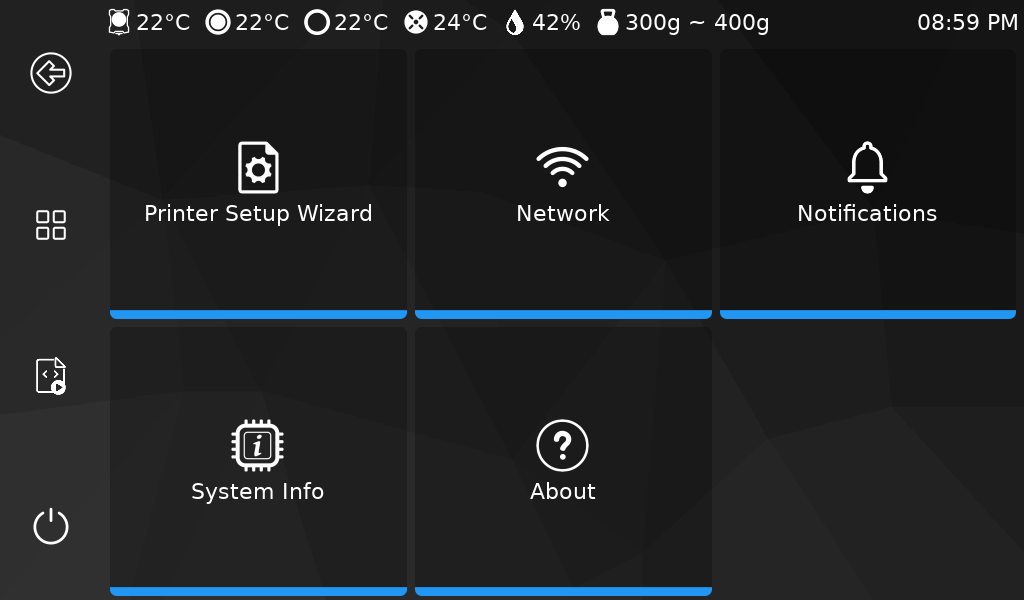 22°C 22°C 22°C 24°C 42% 300g ~ 400g 08:59 PM
Printer Setup Wizard
Network
Notifications
System Info
About